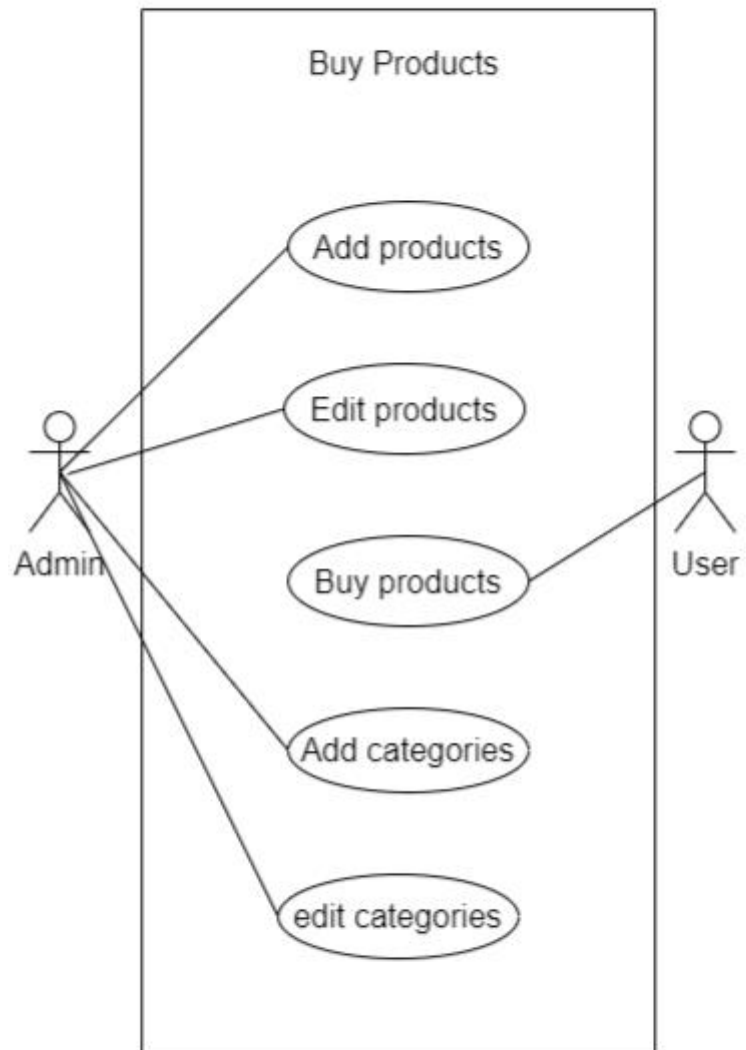 Buy Products
Add products
Edit products
Admin
User
Buy products
Add categories
edit categories